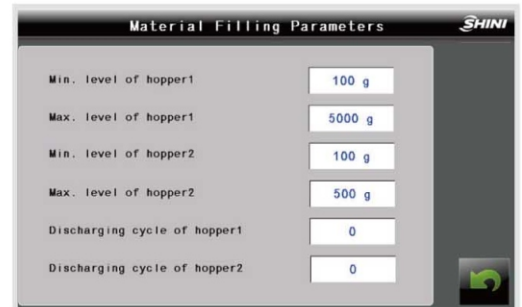 Material Filling Parameters SHINI
Min. level of hopper1 100 g
Max. level of hopper1 5000 g
Min. level of hopper2 100 g
Max. level of hopper2 500 g
Discharging cycle of hopper1 0
Discharging cycle of hopper2 0